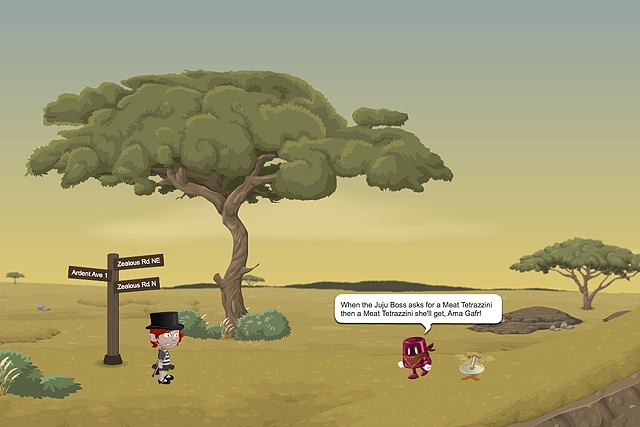 Zealous Rd NE
Ardent Ave 1
Zealous Rd N
When the Juju Boss asks for a Meat Tetrazzini
then a Meat Tetrazzini she'll get, Ama Gafr!